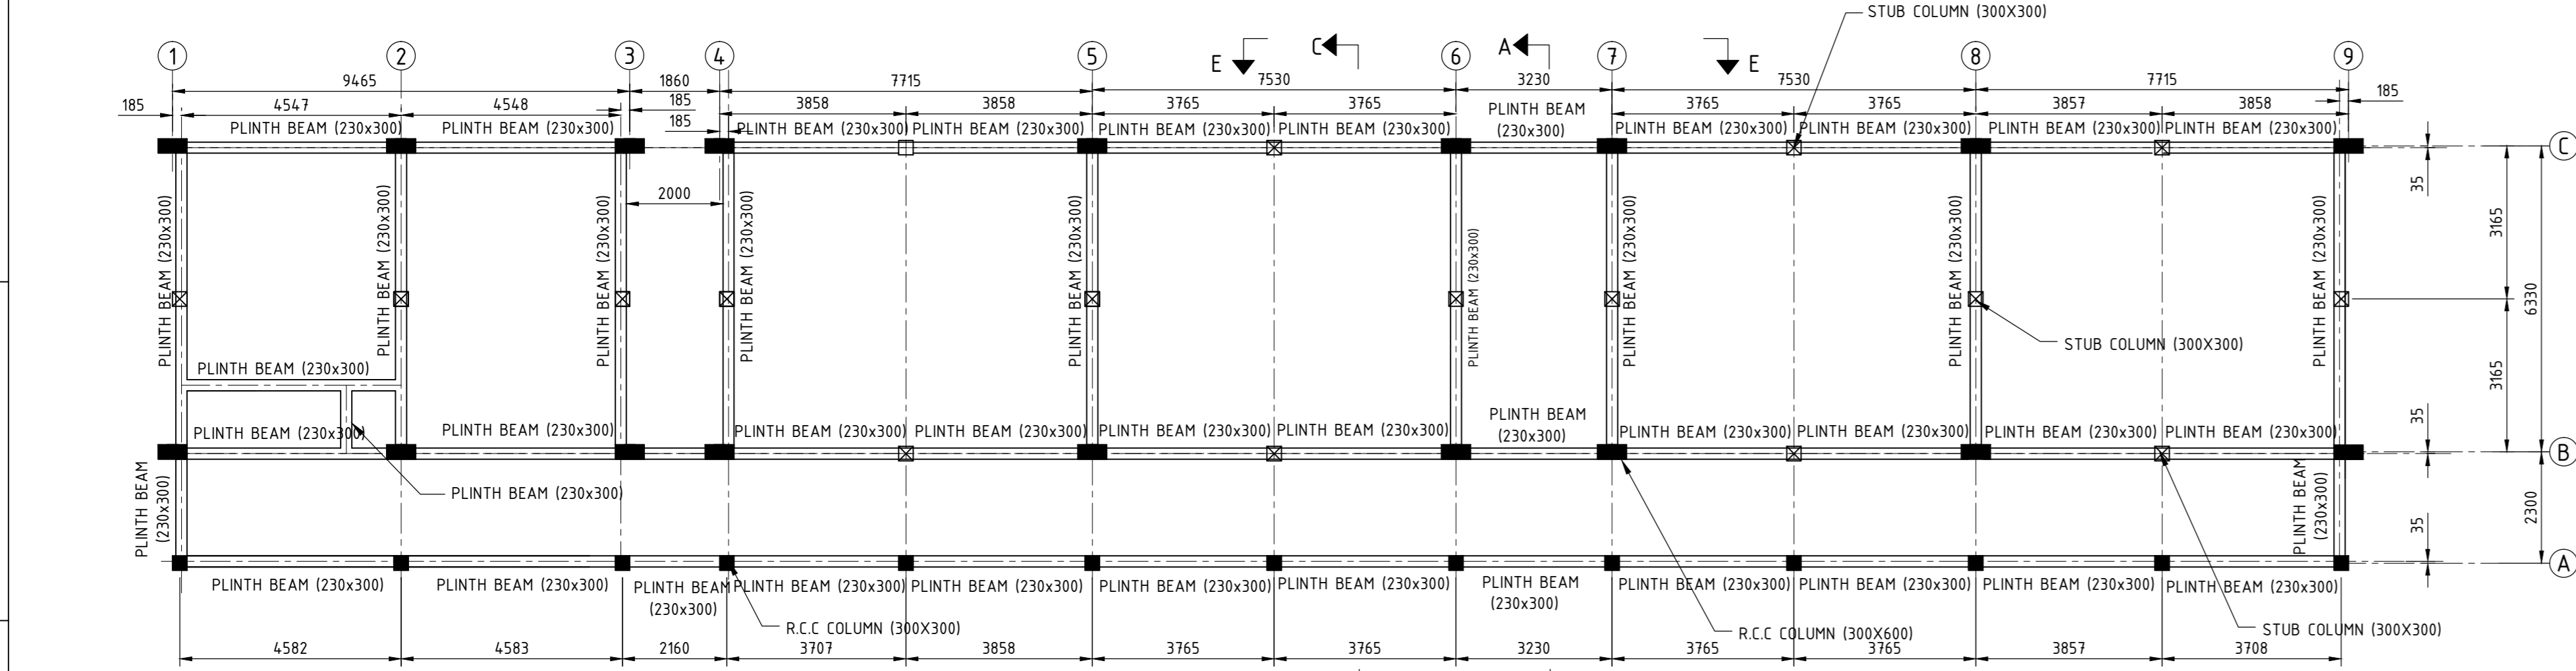 STUB COLUMN (300X300)
1
2
3
4
5
E
C
6
A
7
E
8
9
9465
1860
7715
7530
3230
7530
7715
185
4547
4548
185
185
3858
3858
3765
3765
PLINTH BEAM
(230x300)
3765
3765
3857
3858
185
PLINTH BEAM (230x300)
PLINTH BEAM (230x300)
PLINTH BEAM (230x300)
PLINTH BEAM (230x300)
PLINTH BEAM (230x300)
PLINTH BEAM (230x300)
PLINTH BEAM (230x300)
PLINTH BEAM (230x300)
PLINTH BEAM (230x300)
PLINTH BEAM (230x300)
C
35
2000
PLINTH BEAM (230x300)
PLINTH BEAM (230x300)
PLINTH BEAM (230x300)
PLINTH BEAM (230x300)
PLINTH BEAM (230x300)
PLINTH BEAM (230x300)
PLINTH BEAM (230x300)
PLINTH BEAM (230x300)
PLINTH BEAM (230x300)
3165
6330
3165
STUB COLUMN (300X300)
PLINTH BEAM (230x300)
PLINTH BEAM (230x300)
PLINTH BEAM (230x300)
PLINTH BEAM (230x300)
PLINTH BEAM (230x300)
PLINTH BEAM (230x300)
PLINTH BEAM (230x300)
PLINTH BEAM
(230x300)
PLINTH BEAM (230x300)
PLINTH BEAM (230x300)
PLINTH BEAM (230x300)
PLINTH BEAM (230x300)
35
B
PLINTH BEAM
(230x300)
PLINTH BEAM (230x300)
PLINTH BEAM
(230x300)
35
2300
A
PLINTH BEAM (230x300)
PLINTH BEAM (230x300)
PLINTH BEAM
(230x300)
PLINTH BEAM (230x300)
PLINTH BEAM (230x300)
PLINTH BEAM (230x300)
PLINTH BEAM (230x300)
PLINTH BEAM
(230x300)
PLINTH BEAM (230x300)
PLINTH BEAM (230x300)
PLINTH BEAM (230x300)
PLINTH BEAM (230x300)
R.C.C COLUMN (300X300)
R.C.C COLUMN (300X600)
STUB COLUMN (300X300)
4582
4583
2160
3707
3858
3765
3765
3230
3765
3765
3857
3708